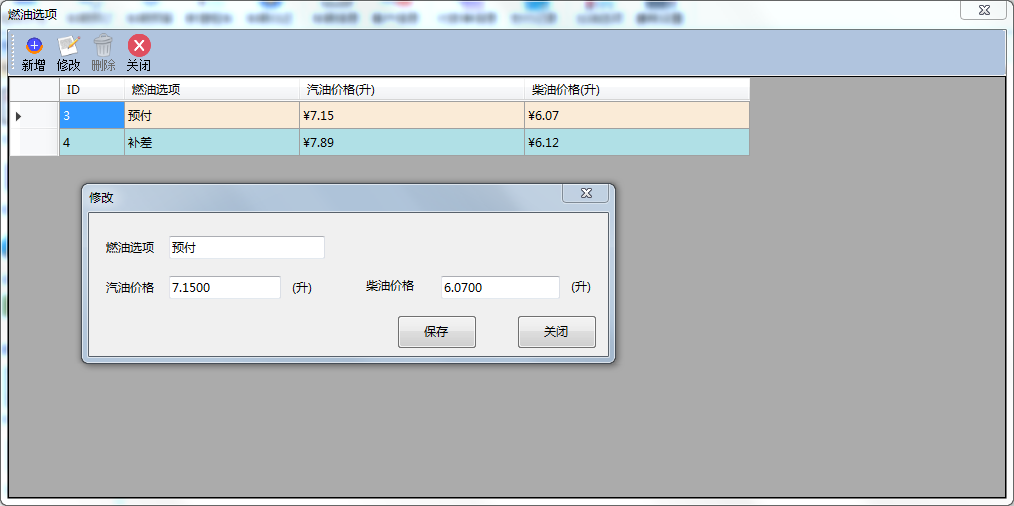 燃油选项
新增 修改 删除 关闭
ID 燃油选项 汽油价格(升) 柴油价格(升)
3 预付 ¥7.15 ¥6.07
4 补差 ¥7.89 ¥6.12
修改
燃油选项 预付
汽油价格 7.1500 (升) 柴油价格 6.0700 (升)
保存 关闭